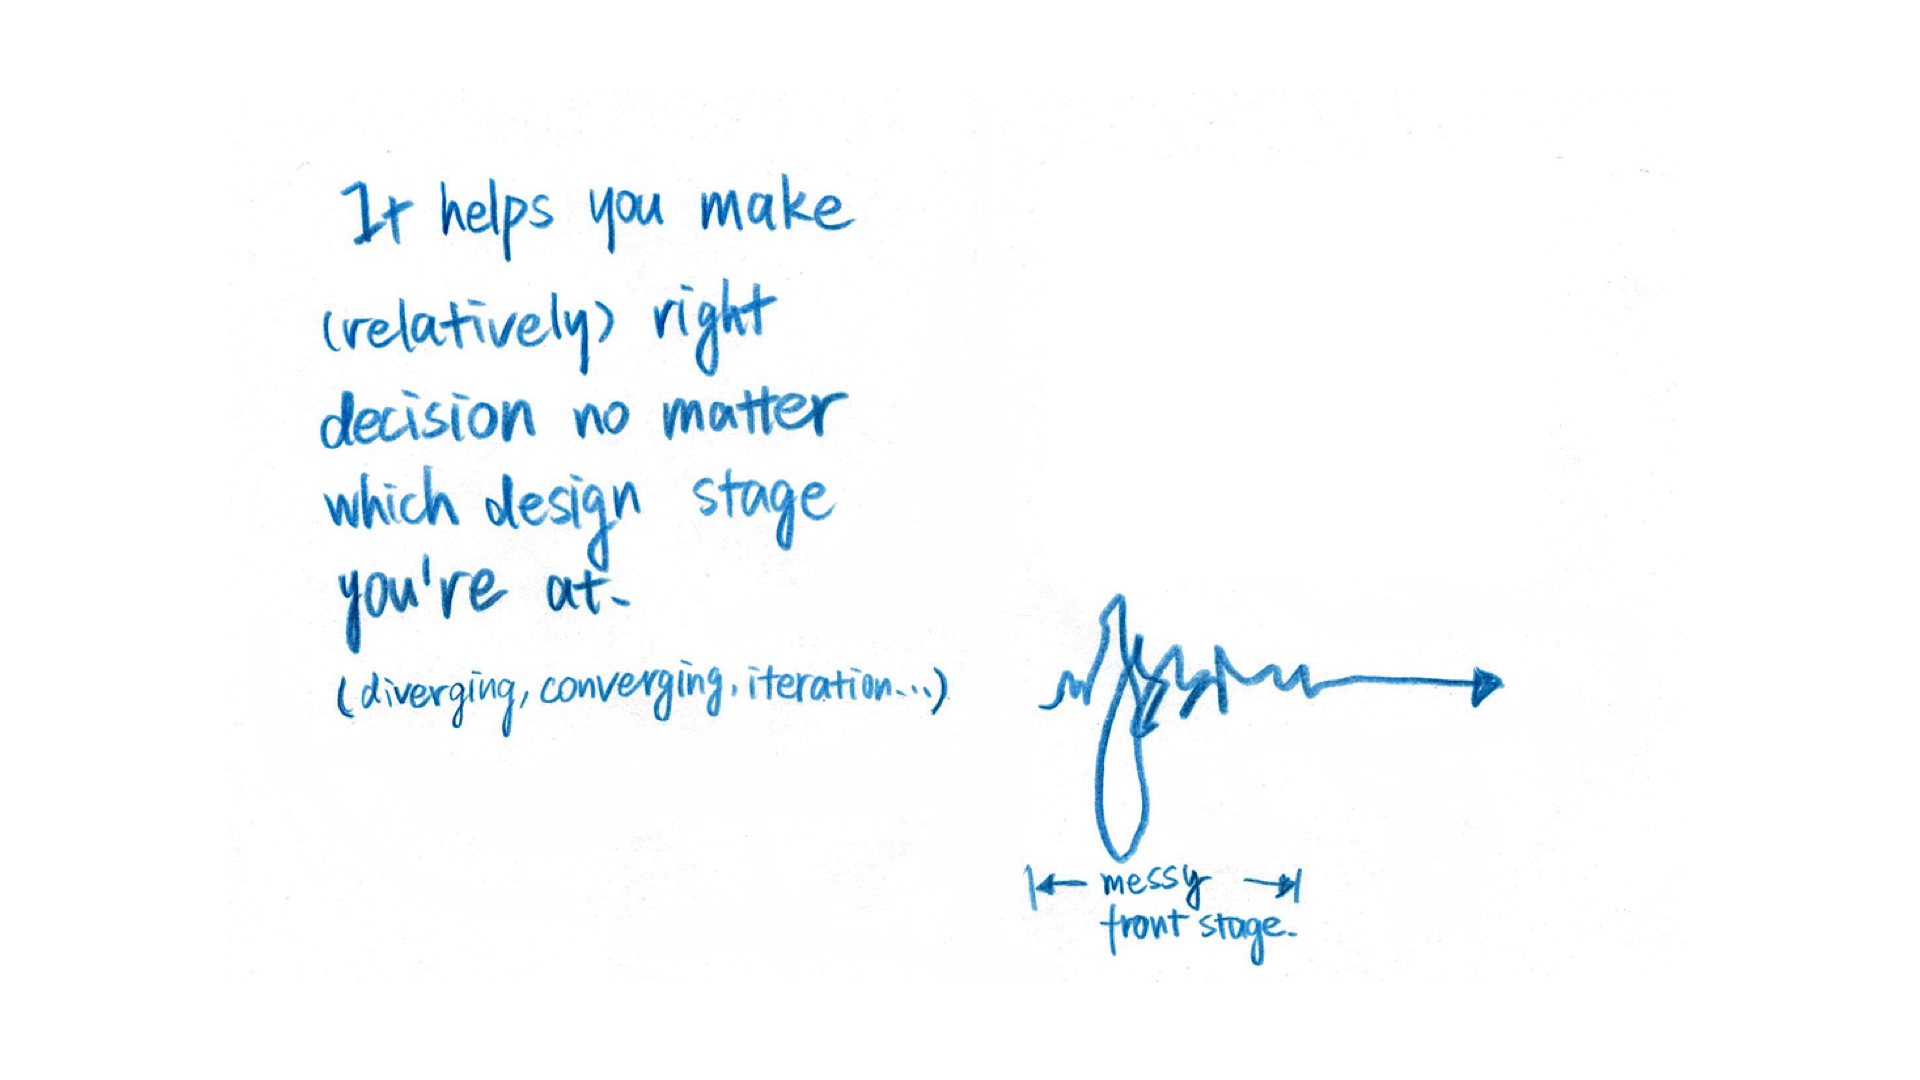 It helps you make
(relatively) right
decision no matter
which design stage
you're at.
(diverging, converging, iteration...)
messy
front stage.